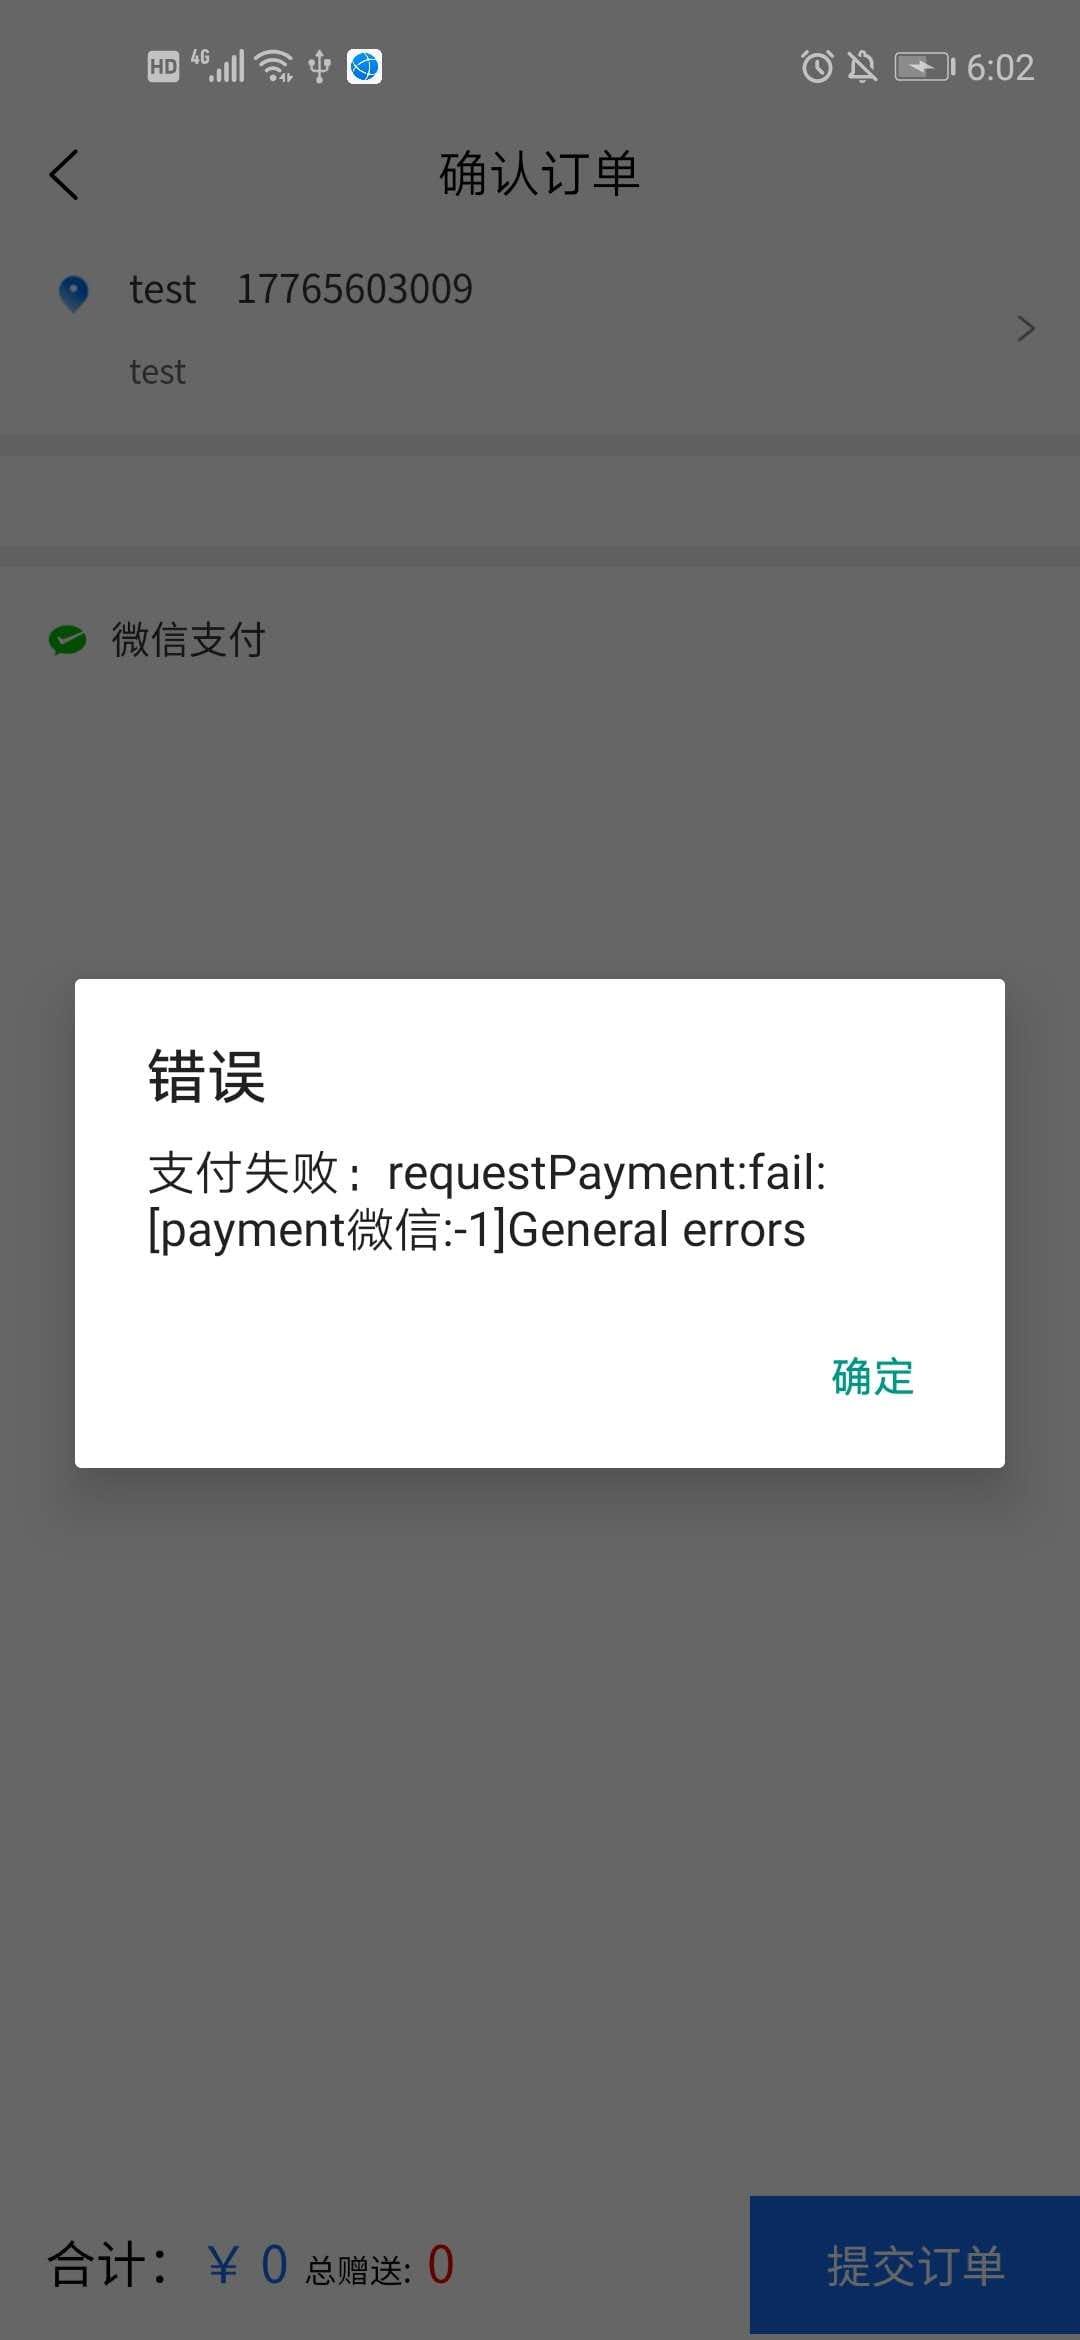 HD 4G 6:02
确认订单
test 17765603009
test
微信支付
错误
支付失败：requestPayment:fail:
[payment微信:-1]General errors
确定
合计：￥ 0 总赠送: 0
提交订单